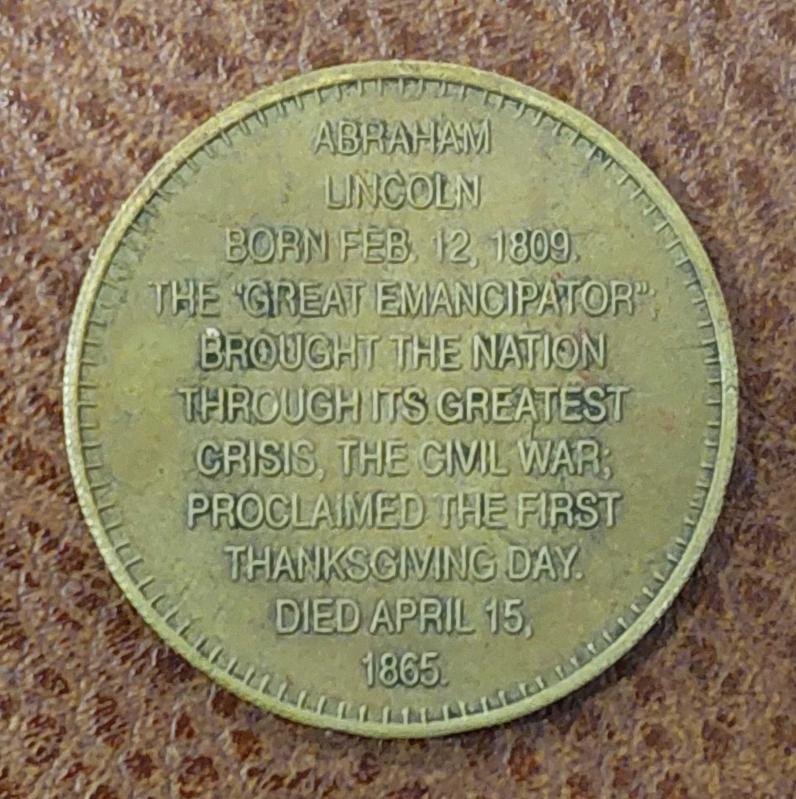 ABRAHAM
LINCOLN
BORN FEB. 12, 1809.
THE "GREAT EMANCIPATOR";
BROUGHT THE NATION
THROUGH ITS GREATEST
CRISIS, THE CIVIL WAR;
PROCLAIMED THE FIRST
THANKSGIVING DAY.
DIED APRIL 15,
1865.